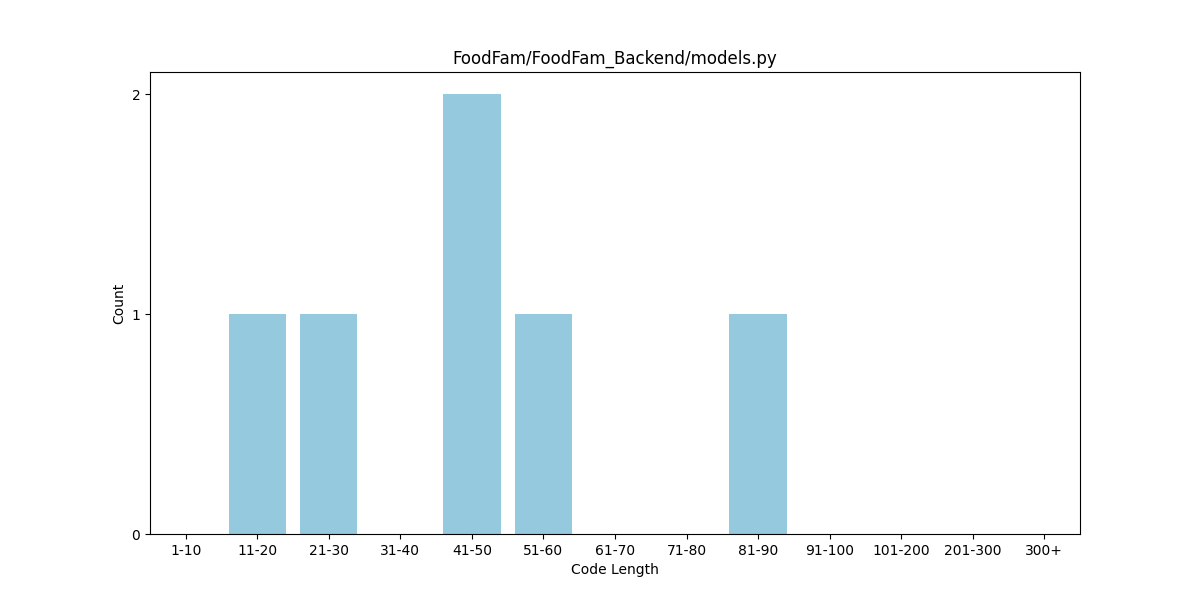 FoodFam/FoodFam_Backend/models.py
Count
2
1
0
1-10 11-20 21-30 31-40 41-50 51-60 61-70 71-80 81-90 91-100 101-200 201-300 300+
Code Length